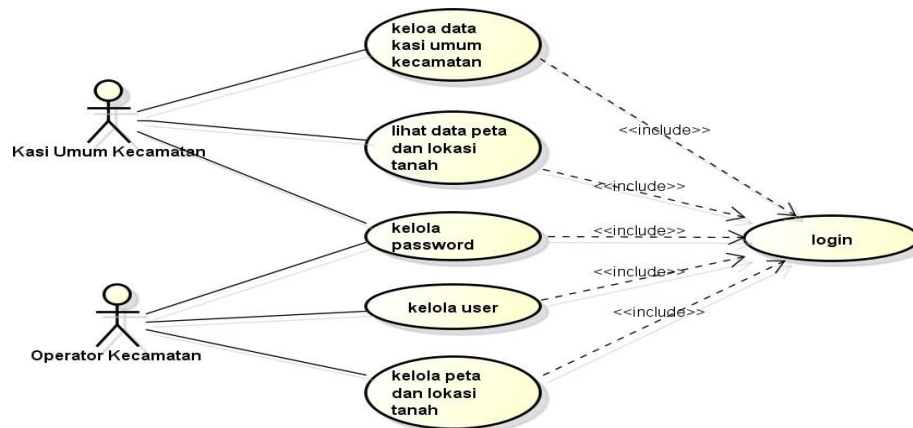 keloa data
kasi umum
kecamatan
<<include>>
Kasi Umum Kecamatan
lihat data peta
dan lokasi
tanah
<<include>>
kelola
password
<<include>>
login
kelola user
<<include>>
Operator Kecamatan
<<include>>
kelola peta
dan lokasi
tanah